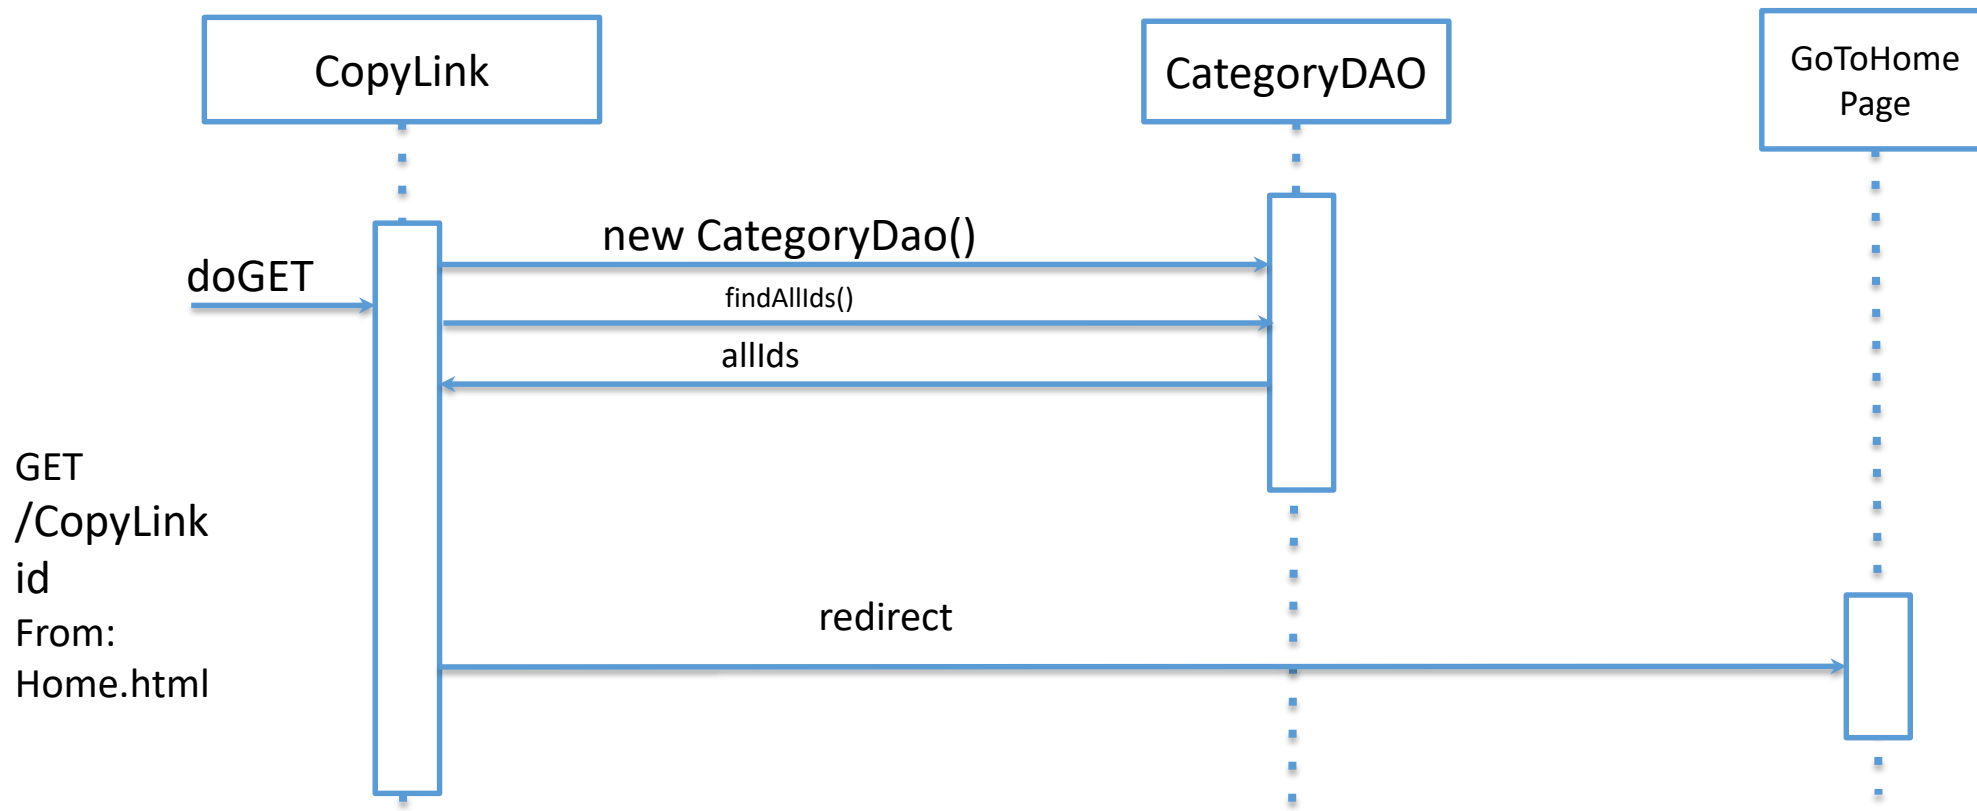 CopyLink
CategoryDAO
GoToHome
Page
new CategoryDao()
doGET
findAllIds()
allIds
GET
/CopyLink
id
From:
Home.html
redirect